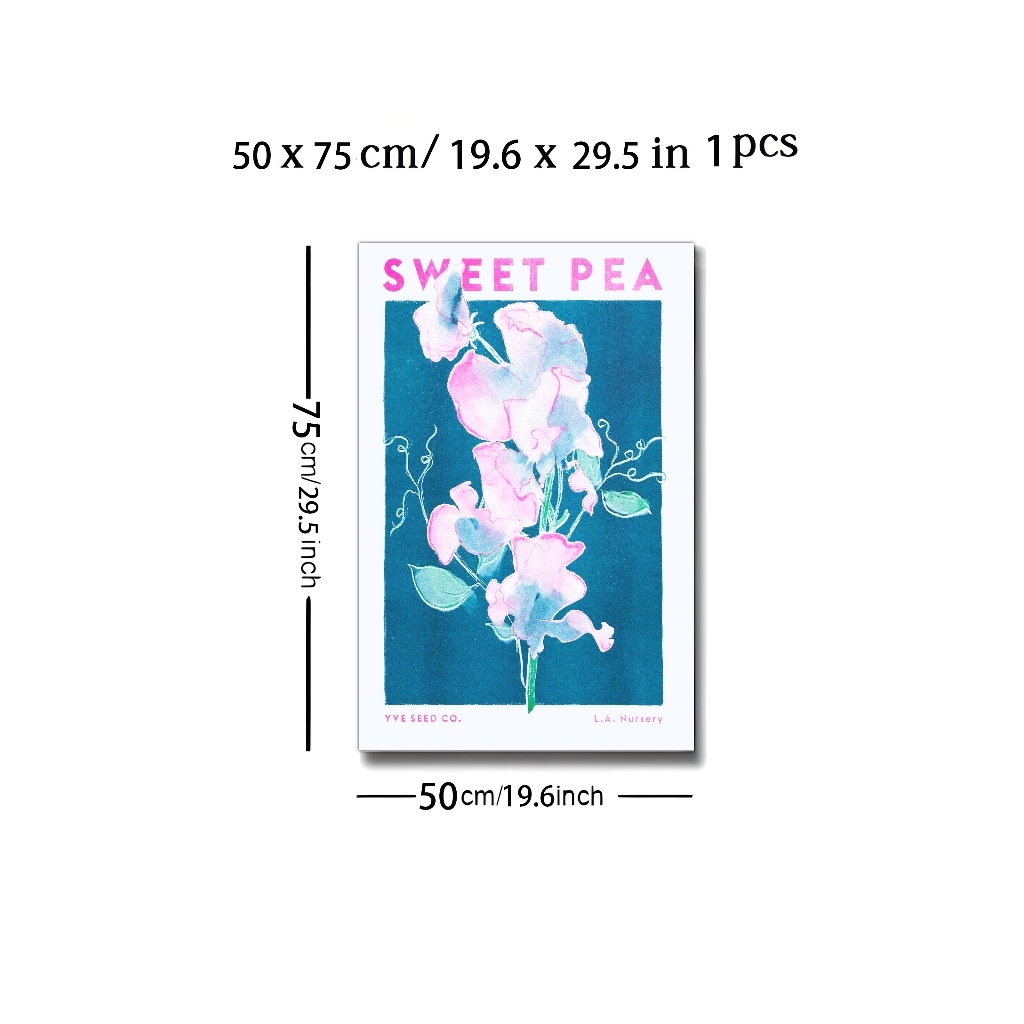 50 x 75 cm/ 19.6 x 29.5 in 1 pcs
SWEET PEA
75cm/29.5inch
YVE SEED CO. L.A. Nursery
50cm/19.6inch